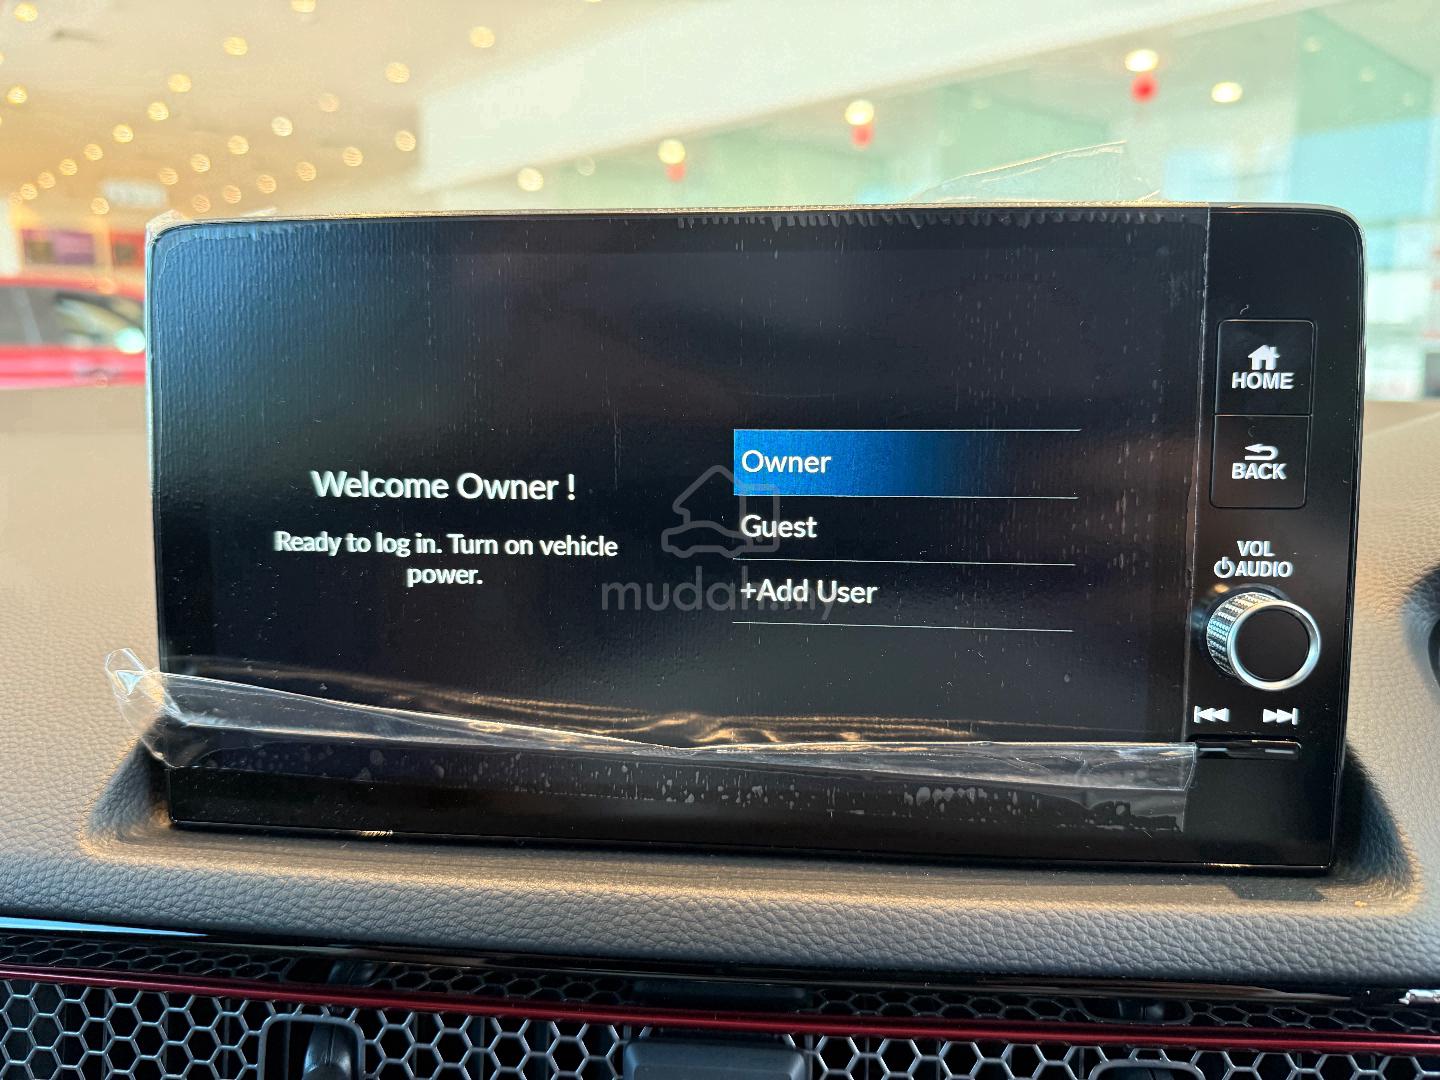 Welcome Owner !
Ready to log in. Turn on vehicle
power.
Owner
Guest
+Add User
HOME
BACK
VOL
AUDIO
mudah.my